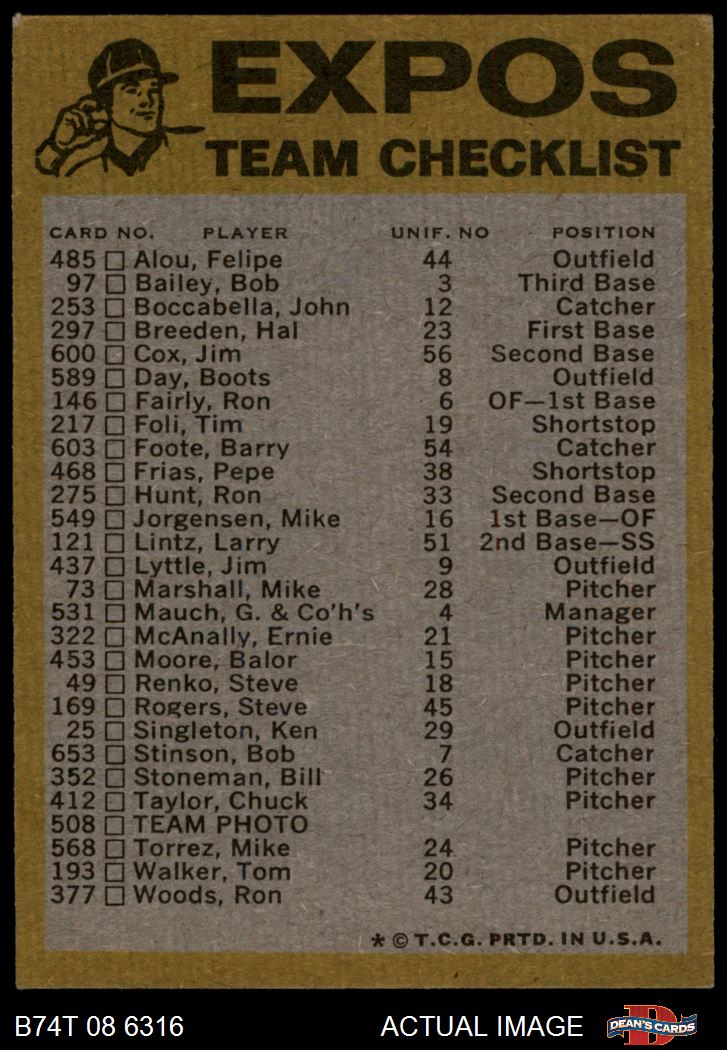 EXPOS
TEAM CHECKLIST
CARD NO. PLAYER UNIF. NO POSITION
485 Alou, Felipe 44 Outfield
97 Bailey, Bob 3 Third Base
253 Boccabella, John 12 Catcher
297 Breeden, Hal 23 First Base
600 Cox, Jim 56 Second Base
589 Day, Boots 8 Outfield
146 Fairly, Ron 6 OF—1st Base
217 Foli, Tim 19 Shortstop
603 Foote, Barry 54 Catcher
468 Frias, Pepe 38 Shortstop
275 Hunt, Ron 33 Second Base
549 Jorgensen, Mike 16 1st Base—OF
121 Lintz, Larry 51 2nd Base—SS
437 Lyttle, Jim 9 Outfield
73 Marshall, Mike 28 Pitcher
531 Mauch, G. & Co'h's 4 Manager
322 McAnally, Ernie 21 Pitcher
453 Moore, Balor 15 Pitcher
49 Renko, Steve 18 Pitcher
169 Rogers, Steve 45 Pitcher
25 Singleton, Ken 29 Outfield
653 Stinson, Bob 7 Catcher
352 Stoneman, Bill 26 Pitcher
412 Taylor, Chuck 34 Pitcher
508 TEAM PHOTO
568 Torrez, Mike 24 Pitcher
193 Walker, Tom 20 Pitcher
377 Woods, Ron 43 Outfield
* © T.C.G. PRTD. IN U.S.A.
B74T 08 6316 ACTUAL IMAGE D DEAN'S CARDS